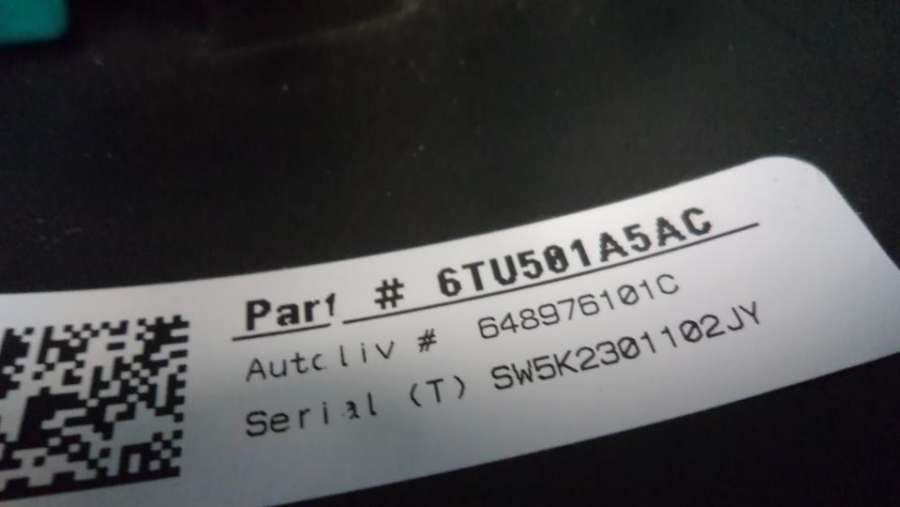 Part # 6TU501A5AC
Autoliv # 648976101C
Serial (T) SW5K2301102JY